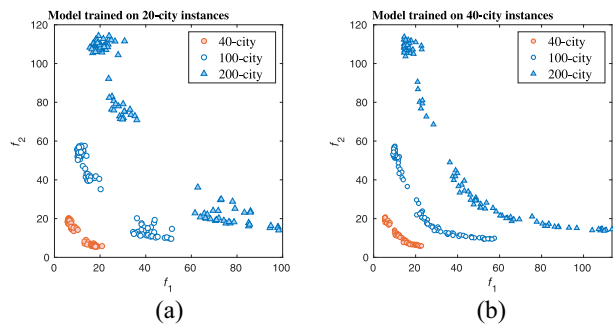 Model trained on 20-city instances
120
100
80
60
40
20
0
f2
40-city
100-city
200-city
0 20 40 60 80 100
f1
(a)
Model trained on 40-city instances
120
100
80
60
40
20
0
f2
40-city
100-city
200-city
0 20 40 60 80 100
f1
(b)